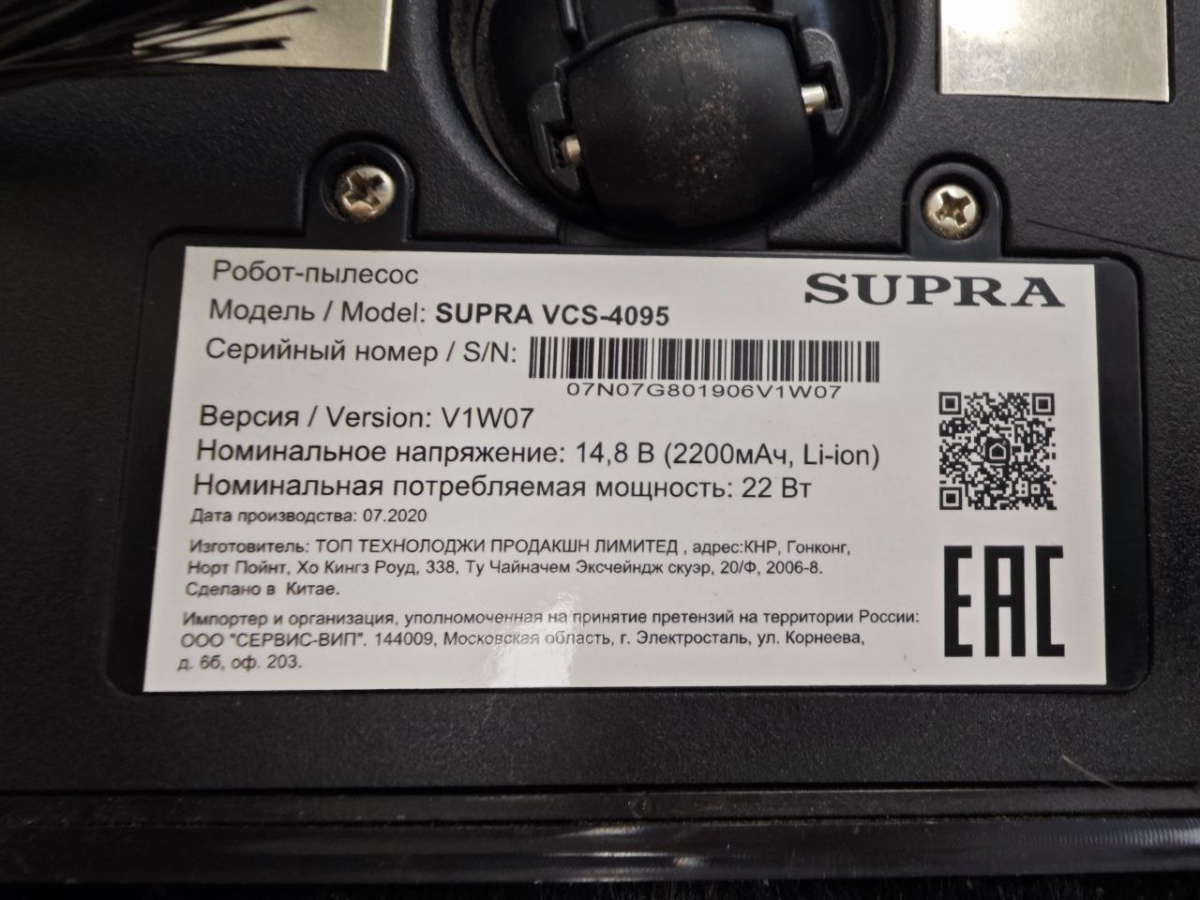 Робот-пылесос
SUPRA
Модель / Model: SUPRA VCS-4095
Серийный номер / S/N:
07N07G801906V1W07
Версия / Version: V1W07
Номинальное напряжение: 14,8 В (2200мАч, Li-ion)
Номинальная потребляемая мощность: 22 Вт
Дата производства: 07.2020
Изготовитель: ТОП ТЕХНОЛОДЖИ ПРОДАКШН ЛИМИТЕД , адрес:КНР, Гонконг,
Норт Пойнт, Хо Кингз Роуд, 338, Ту Чайначем Эксчейндж скуэр, 20/Ф, 2006-8.
Сделано в Китае.
EAC
Импортер и организация, уполномоченная на принятие претензий на территории России:
ООО "СЕРВИС-ВИП". 144009, Московская область, г. Электросталь, ул. Корнеева,
д. 6б, оф. 203.